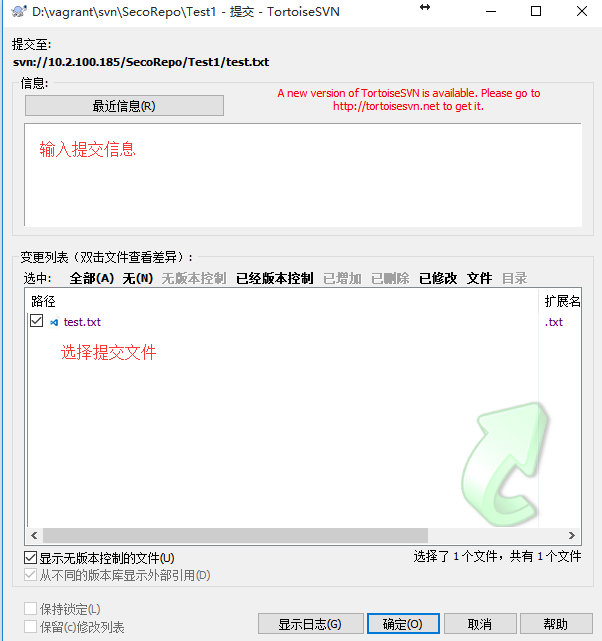 D:\vagrant\svn\SecoRepo\Test1 - 提交 - TortoiseSVN
提交至:
svn://10.2.100.185/SecoRepo/Test1/test.txt
信息:
最近信息(R)
A new version of TortoiseSVN is available. Please go to
http://tortoisesvn.net to get it.
输入提交信息
变更列表（双击文件查看差异）:
选中: 全部(A) 无(N) 无版本控制 已经版本控制 已增加 已删除 已修改 文件 目录
路径 扩展名
test.txt .txt
选择提交文件
显示无版本控制的文件(U) 选择了 1 个文件，共有 1 个文件
从不同的版本库显示外部引用(D)
保持锁定(L)
保留(c)修改列表
显示日志(G) 确定(O) 取消 帮助